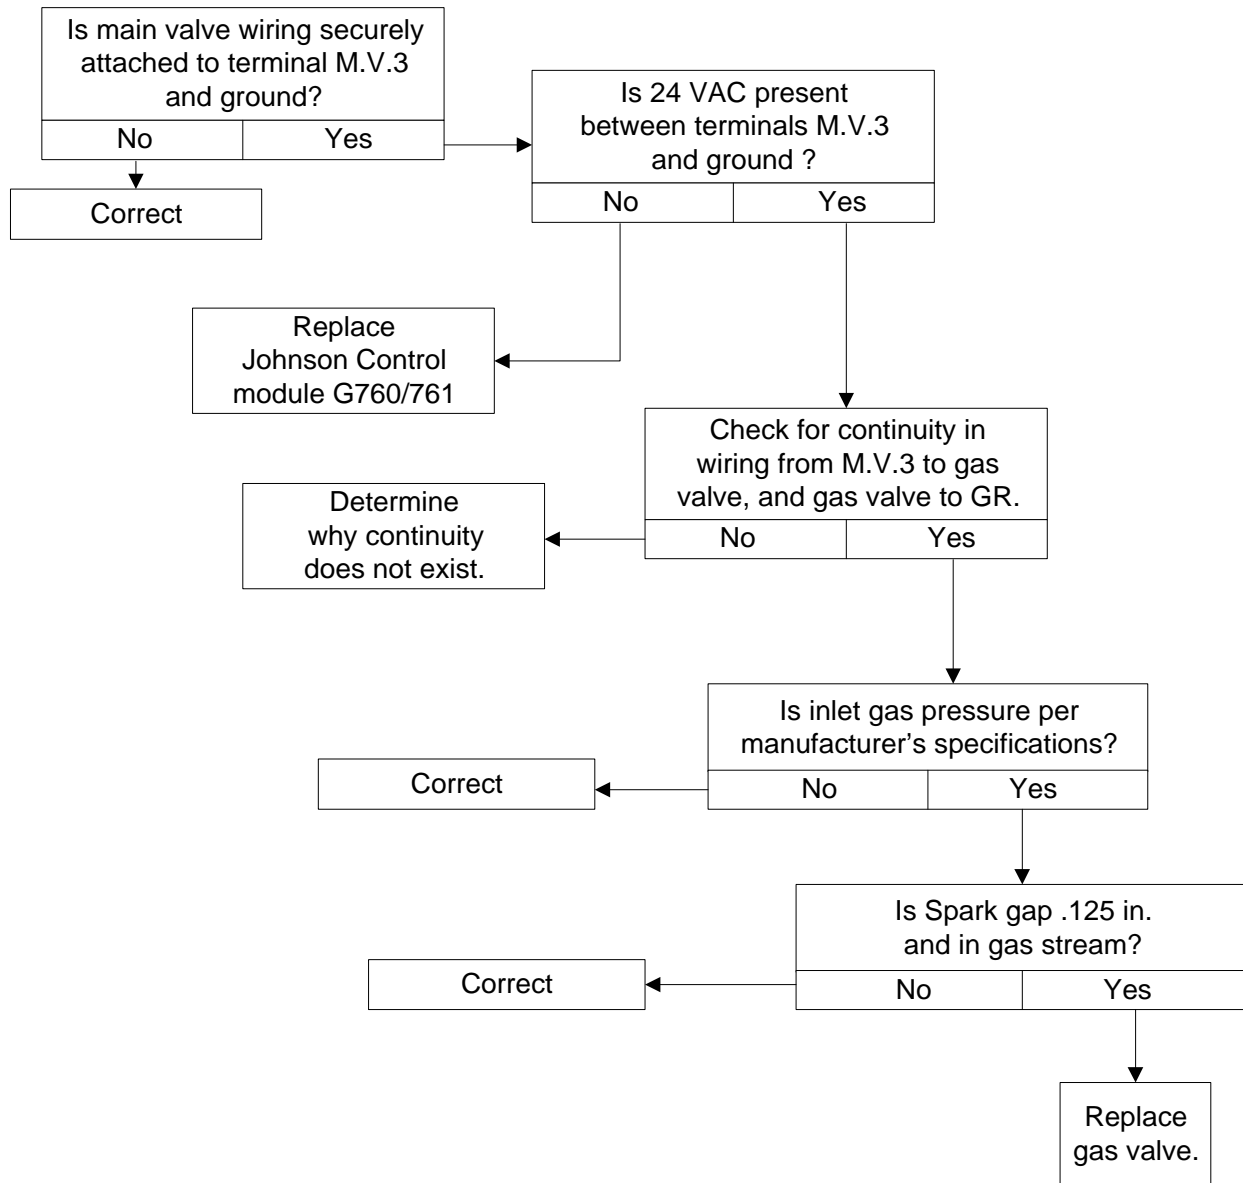 Is main valve wiring securely
attached to terminal M.V.3
and ground?
No Yes
Correct
Is 24 VAC present
between terminals M.V.3
and ground ?
No Yes
Replace
Johnson Control
module G760/761
Check for continuity in
wiring from M.V.3 to gas
valve, and gas valve to GR.
No Yes
Determine
why continuity
does not exist.
Is inlet gas pressure per
manufacturer’s specifications?
No Yes
Correct
Is Spark gap .125 in.
and in gas stream?
No Yes
Correct
Replace
gas valve.